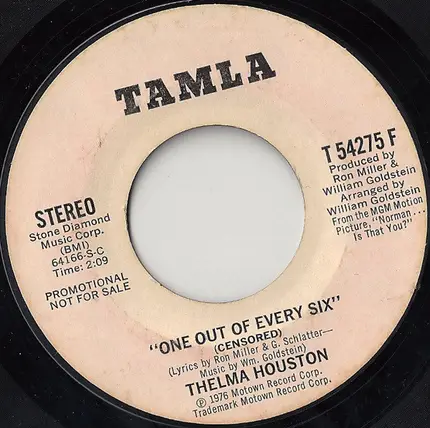 TAMLA
STEREO
Stone Diamond
Music Corp.
(BMI)
64166-S-C
Time: 2:09
PROMOTIONAL
NOT FOR SALE
T 54275 F
Produced by
Ron Miller &
William Goldstein
Arranged by
William Goldstein
From the MGM Motion
Picture, "Norman...
Is That You?"
"ONE OUT OF EVERY SIX"
(CENSORED)
(Lyrics by Ron Miller & G. Schlatter—
Music by Wm. Goldstein)
THELMA HOUSTON
℗ 1976 Motown Record Corp.
Trademark Motown Record Corp.